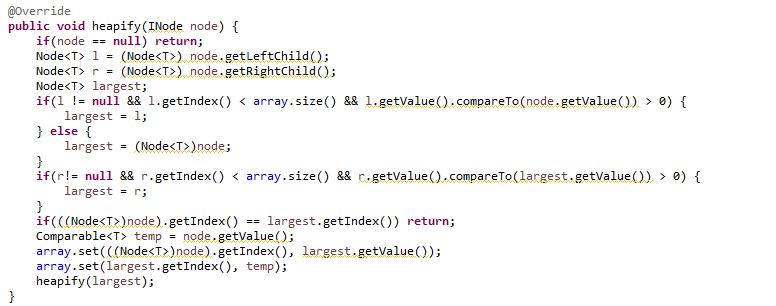 @Override
public void heapify(INode node) {
    if(node == null) return;
    Node<T> l = (Node<T>) node.getLeftChild();
    Node<T> r = (Node<T>) node.getRightChild();
    Node<T> largest;
    if(l != null && l.getIndex() < array.size() && l.getValue().compareTo(node.getValue()) > 0) {
        largest = l;
    } else {
        largest = (Node<T>)node;
    }
    if(r!= null && r.getIndex() < array.size() && r.getValue().compareTo(largest.getValue()) > 0) {
        largest = r;
    }
    if(((Node<T>)node).getIndex() == largest.getIndex()) return;
    Comparable<T> temp = node.getValue();
    array.set(((Node<T>)node).getIndex(), largest.getValue());
    array.set(largest.getIndex(), temp);
    heapify(largest);
}